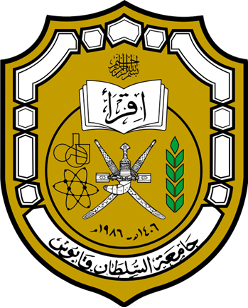 بسم الله الرحمن الرحيم
اقرأ
١٤٠٦هـ - ١٩٨٦م
جامعة السلطان قابوس